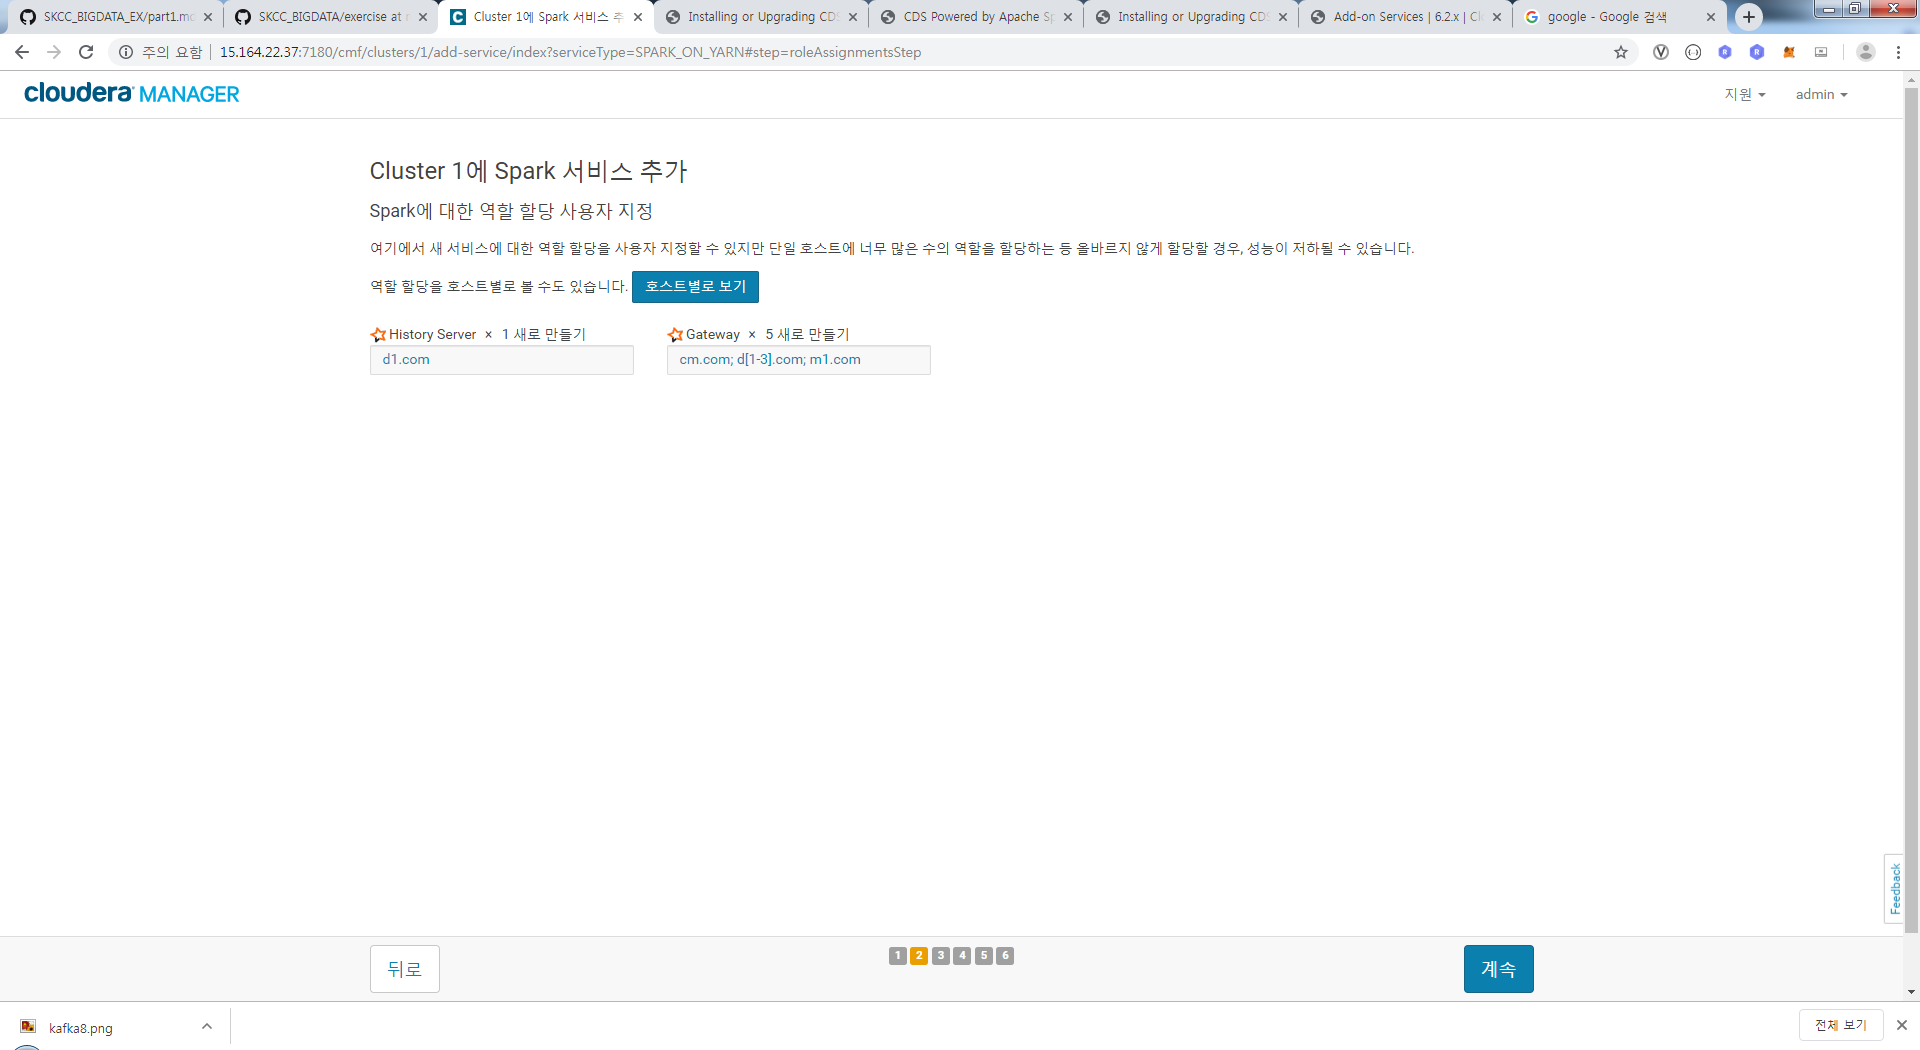 SKCC_BIGDATA_EX/part1.mc
SKCC_BIGDATA/exercise at
Cluster 1에 Spark 서비스 추
Installing or Upgrading CDS
CDS Powered by Apache Sp
Installing or Upgrading CDS
Add-on Services | 6.2.x | Cl
google - Google 검색
주의 요함
15.164.22.37:7180/cmf/clusters/1/add-service/index?serviceType=SPARK_ON_YARN#step=roleAssignmentsStep
cloudera MANAGER
지원
admin
Cluster 1에 Spark 서비스 추가
Spark에 대한 역할 할당 사용자 지정
여기에서 새 서비스에 대한 역할 할당을 사용자 지정할 수 있지만 단일 호스트에 너무 많은 수의 역할을 할당하는 등 올바르지 않게 할당할 경우, 성능이 저하될 수 있습니다.
역할 할당을 호스트별로 볼 수도 있습니다. 호스트별로 보기
History Server × 1 새로 만들기
d1.com
Gateway × 5 새로 만들기
cm.com; d[1-3].com; m1.com
Feedback
뒤로
1 2 3 4 5 6
계속
kafka8.png
전체 보기